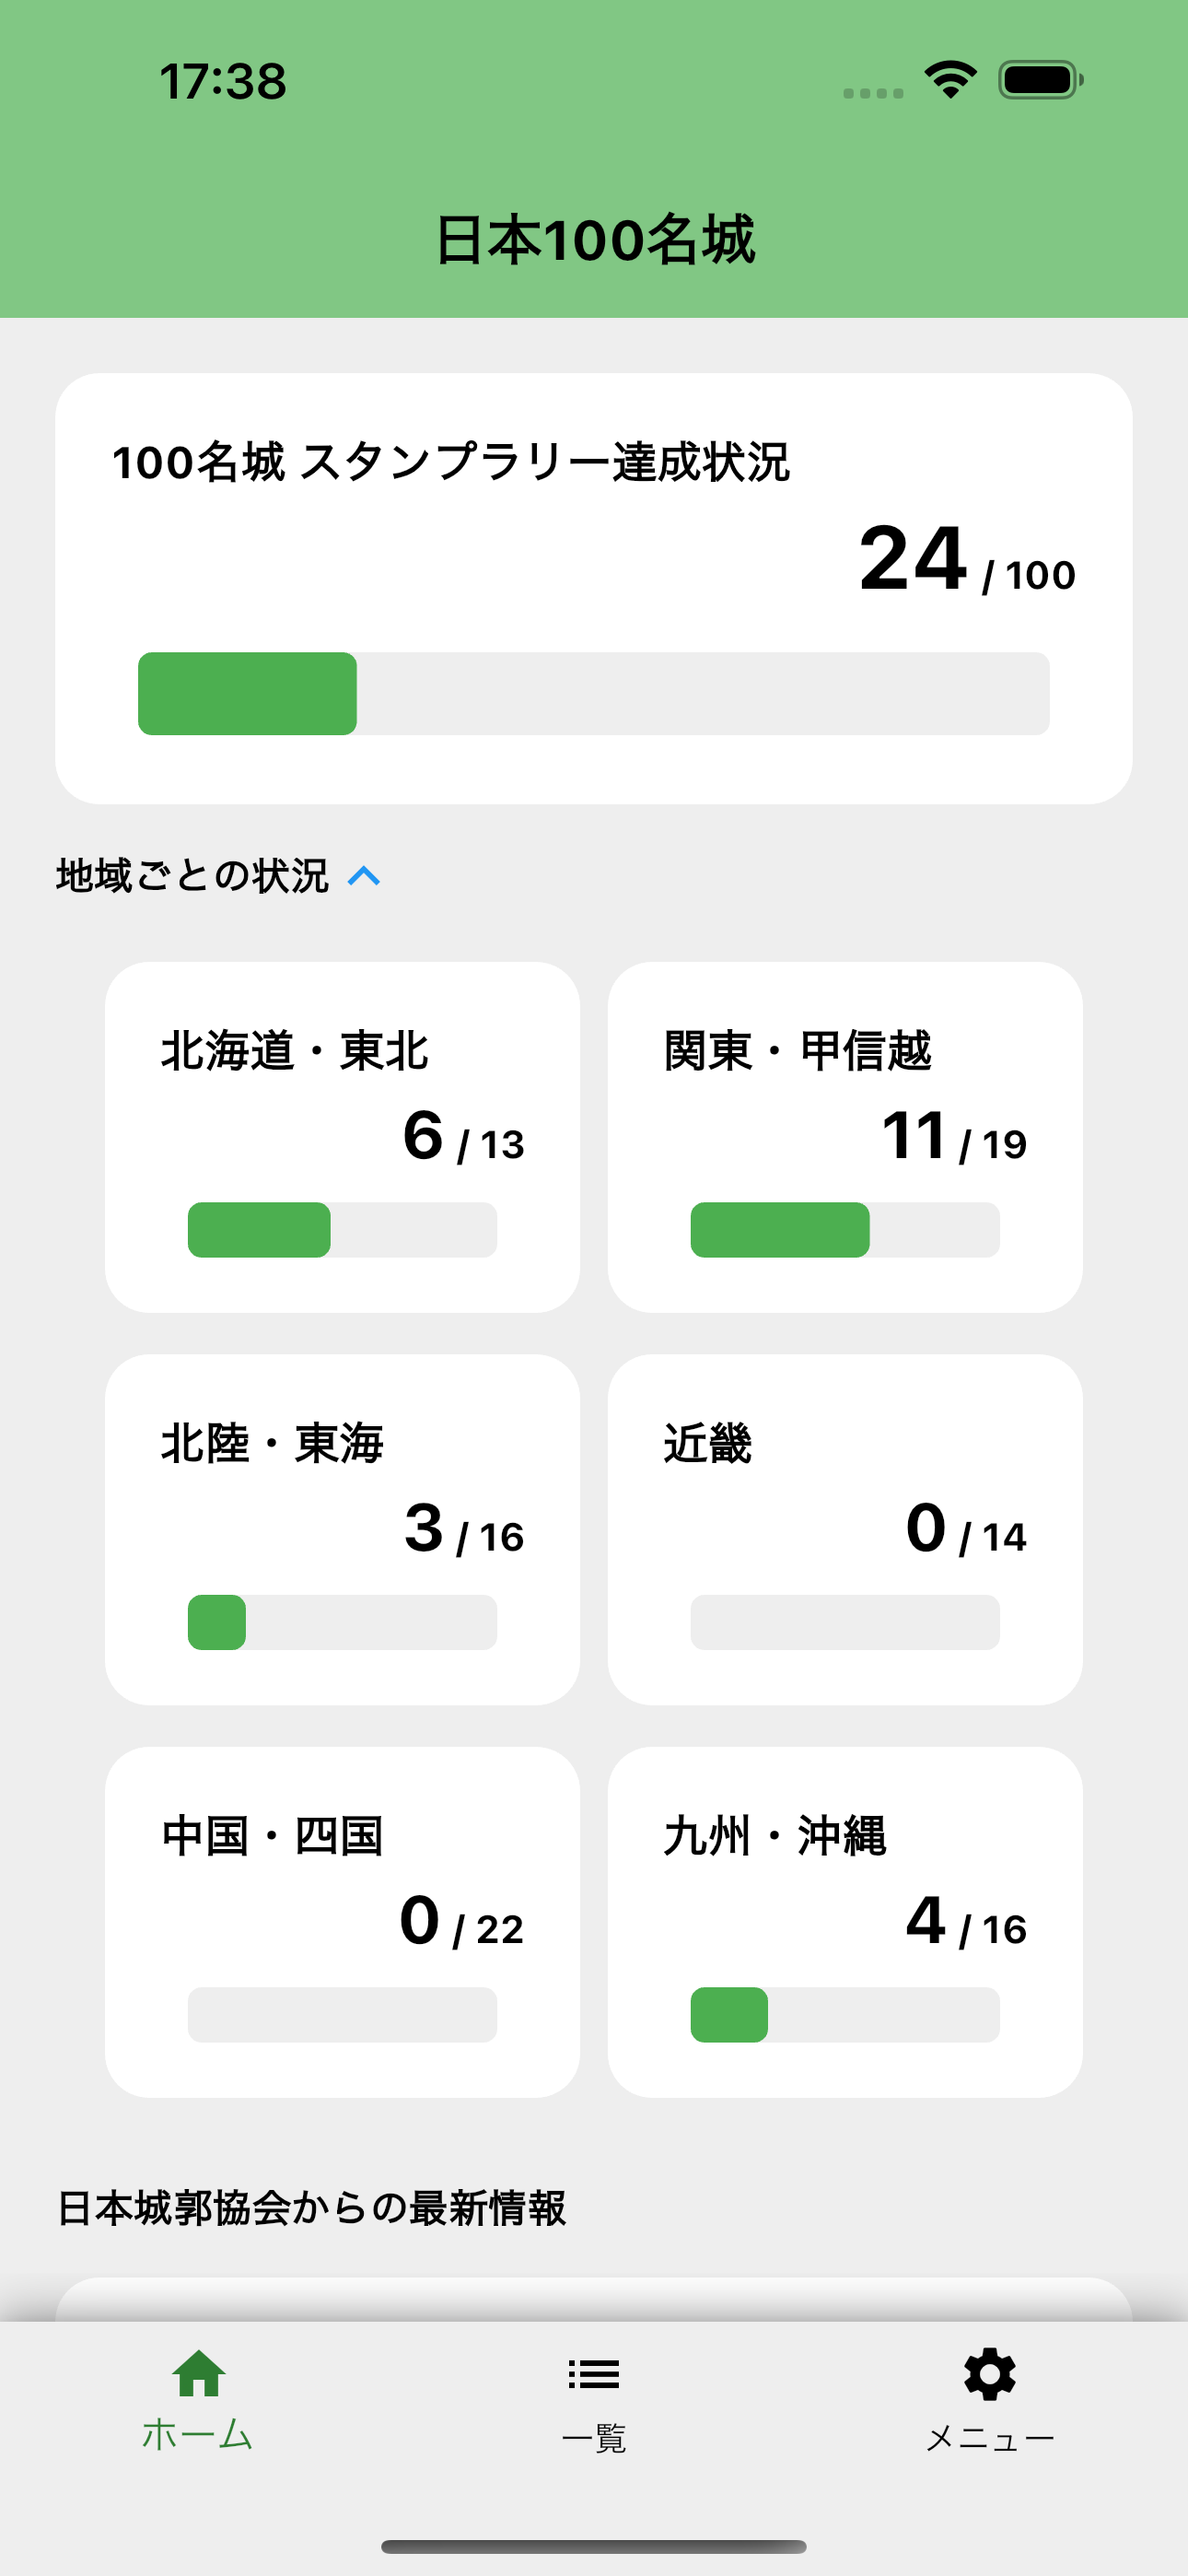 17:38
日本100名城
100名城 スタンプラリー達成状況
24 / 100
地域ごとの状況
北海道・東北
6 / 13
関東・甲信越
11 / 19
北陸・東海
3 / 16
近畿
0 / 14
中国・四国
0 / 22
九州・沖縄
4 / 16
日本城郭協会からの最新情報
ホーム
一覧
メニュー